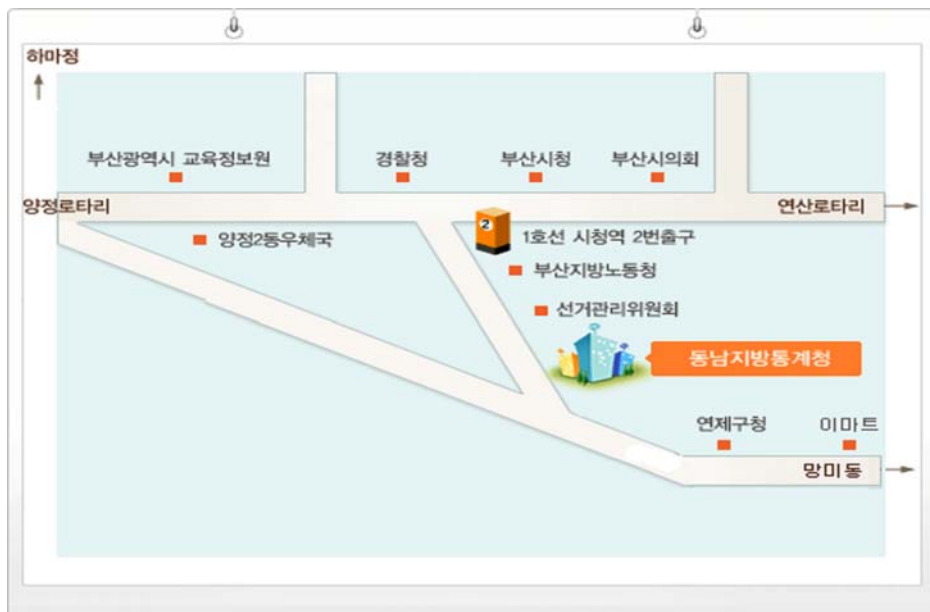 하마정
부산광역시 교육정보원
경찰청
부산시청
부산시의회
양정로타리
연산로타리
양정2동우체국
2
1호선 시청역 2번출구
부산지방노동청
선거관리위원회
동남지방통계청
연제구청
이마트
망미동